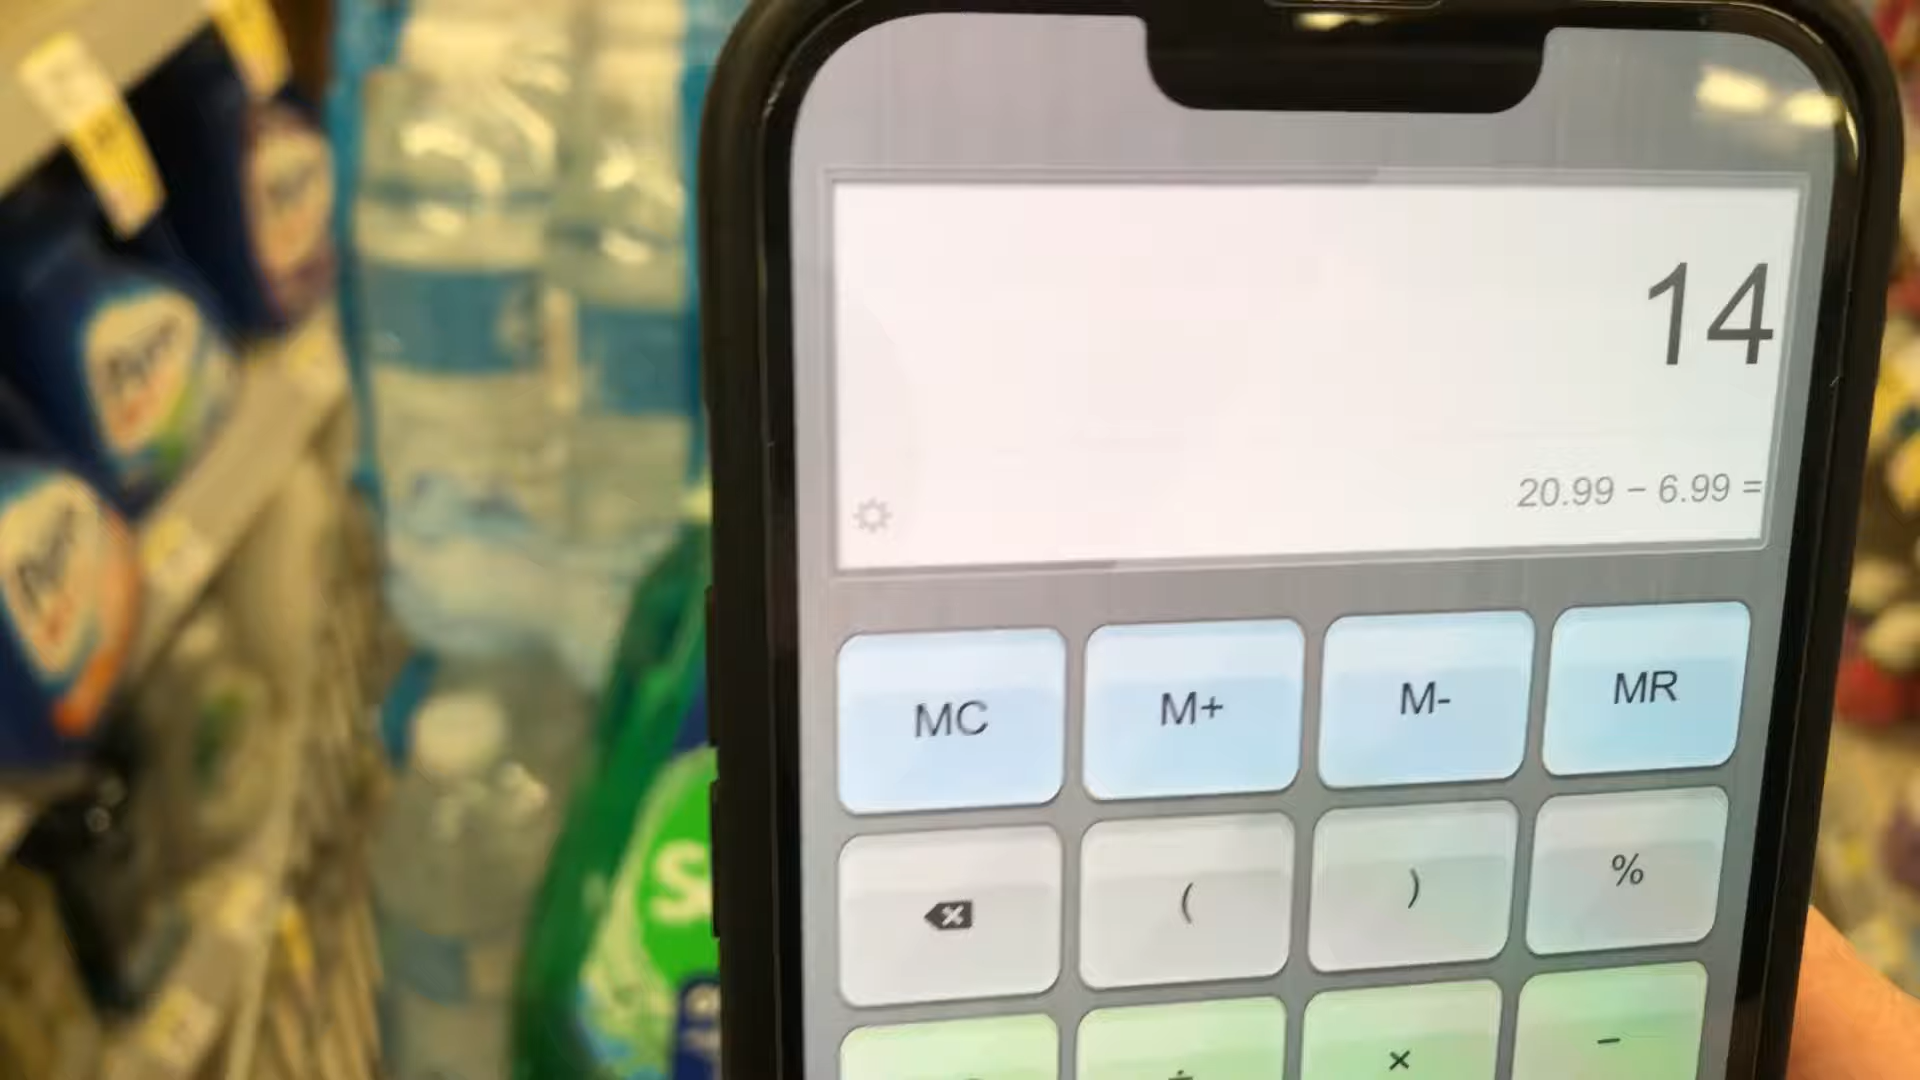 14
20.99 − 6.99 =
MC M+ M- MR
( ) %
÷ × −